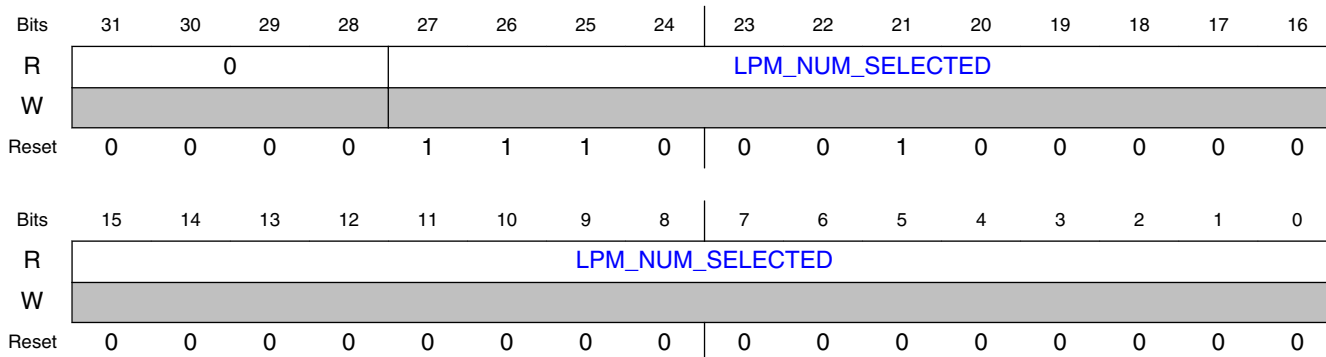 Bits 31 30 29 28 27 26 25 24 23 22 21 20 19 18 17 16
R 0 LPM_NUM_SELECTED
W
Reset 0 0 0 0 1 1 1 0 0 0 1 0 0 0 0 0
Bits 15 14 13 12 11 10 9 8 7 6 5 4 3 2 1 0
R LPM_NUM_SELECTED
W
Reset 0 0 0 0 0 0 0 0 0 0 0 0 0 0 0 0